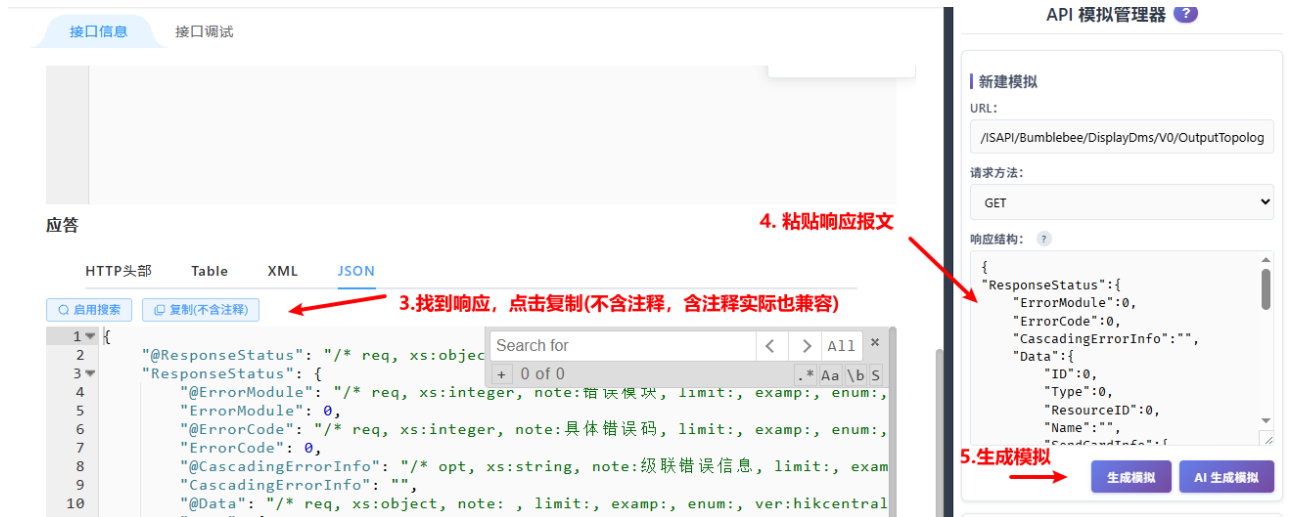 接口信息
接口调试
应答
HTTP头部
Table
XML
JSON
启用搜索
复制(不含注释)
3.找到响应，点击复制(不含注释，含注释实际也兼容)
Search for
All
×
+
0 of 0
.*
Aa
\b
S
1
{
2
"@ResponseStatus": "/* req, xs:objec
3
"ResponseStatus": {
4
"@ErrorModule": "/* req, xs:integer, note:错误模块, limit:, examp:, enum:,
5
"ErrorModule": 0,
6
"@ErrorCode": "/* req, xs:integer, note:具体错误码, limit:, examp:, enum:,
7
"ErrorCode": 0,
8
"@CascadingErrorInfo": "/* opt, xs:string, note:级联错误信息, limit:, exam
9
"CascadingErrorInfo": "",
10
"@Data": "/* req, xs:object, note: , limit:, examp:, enum:, ver:hikcentral
4. 粘贴响应报文
API 模拟管理器
?
新建模拟
URL:
/ISAPI/Bumblebee/DisplayDms/V0/OutputTopolog
请求方法:
GET
响应结构:
?
{
"ResponseStatus":{
"ErrorModule":0,
"ErrorCode":0,
"CascadingErrorInfo":"",
"Data":{
"ID":0,
"Type":0,
"ResourceID":0,
"Name":"",
"SendCardInfo":{
5.生成模拟
生成模拟
AI 生成模拟